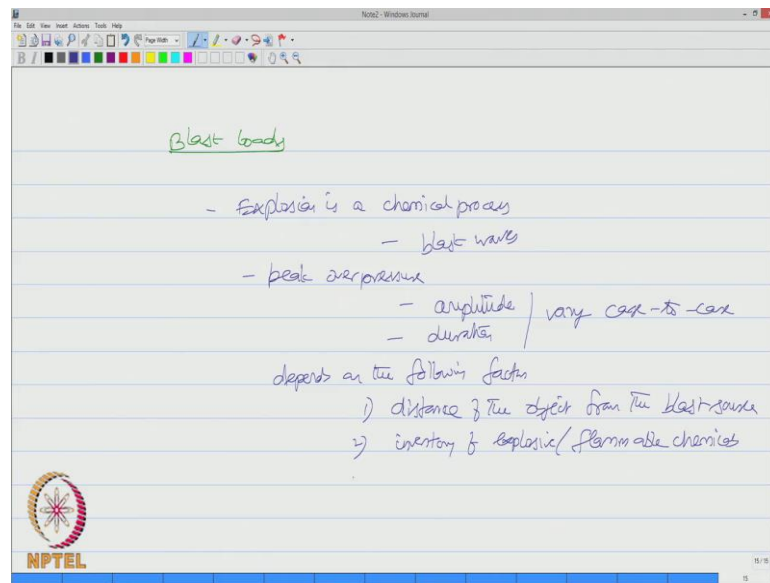 Note2 - Windows Journal
File Edit View Insert Actions Tools Help
Page Width
B I
Blast loads
- Explosion is a chemical process
- blast waves
- peak overpressure
- amplitude
- duration
vary case-to-case
depends on the following factors
1) distance of the object from the blast source
2) inventory of explosive/flammable chemicals
NPTEL
15/15
15